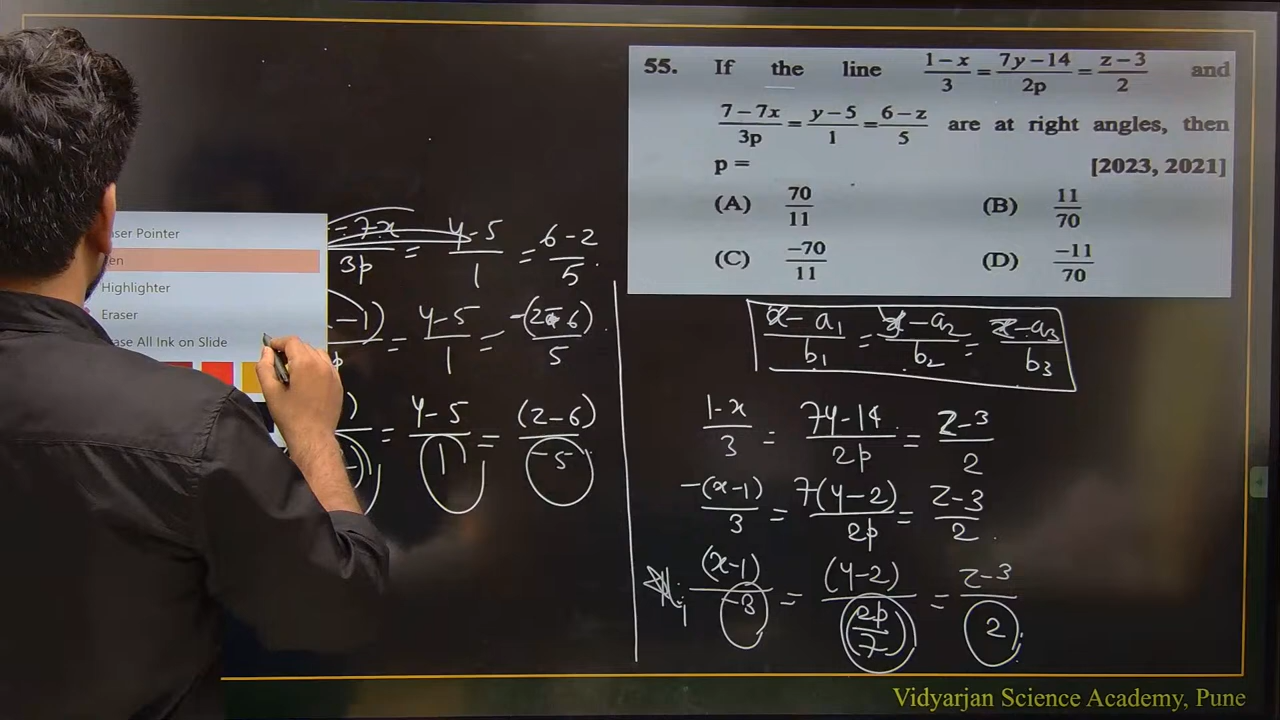 55. If the line (1 – x)/3 = (7y – 14)/2p = (z – 3)/2 and
(7 – 7x)/3p = (y – 5)/1 = (6 – z)/5 are at right angles, then
p = [2023, 2021]
(A) 70/11 (B) 11/70
(C) –70/11 (D) –11/70
ser Pointer
en
Highlighter
Eraser
ase All Ink on Slide
- 7x/3p = y-5/1 = 6-z/5
-1) = y-5/1 = -(z-6)/5
) = y-5/1 = (z-6)/-5
x-a1/b1 = x-a2/b2 = z-a3/b3
1-x/3 = 7y-14/2p = z-3/2
-(x-1)/3 = 7(y-2)/2p = z-3/2
(x-1)/-3 = (y-2)/(2p/7) = z-3/2
Vidyarjan Science Academy, Pune